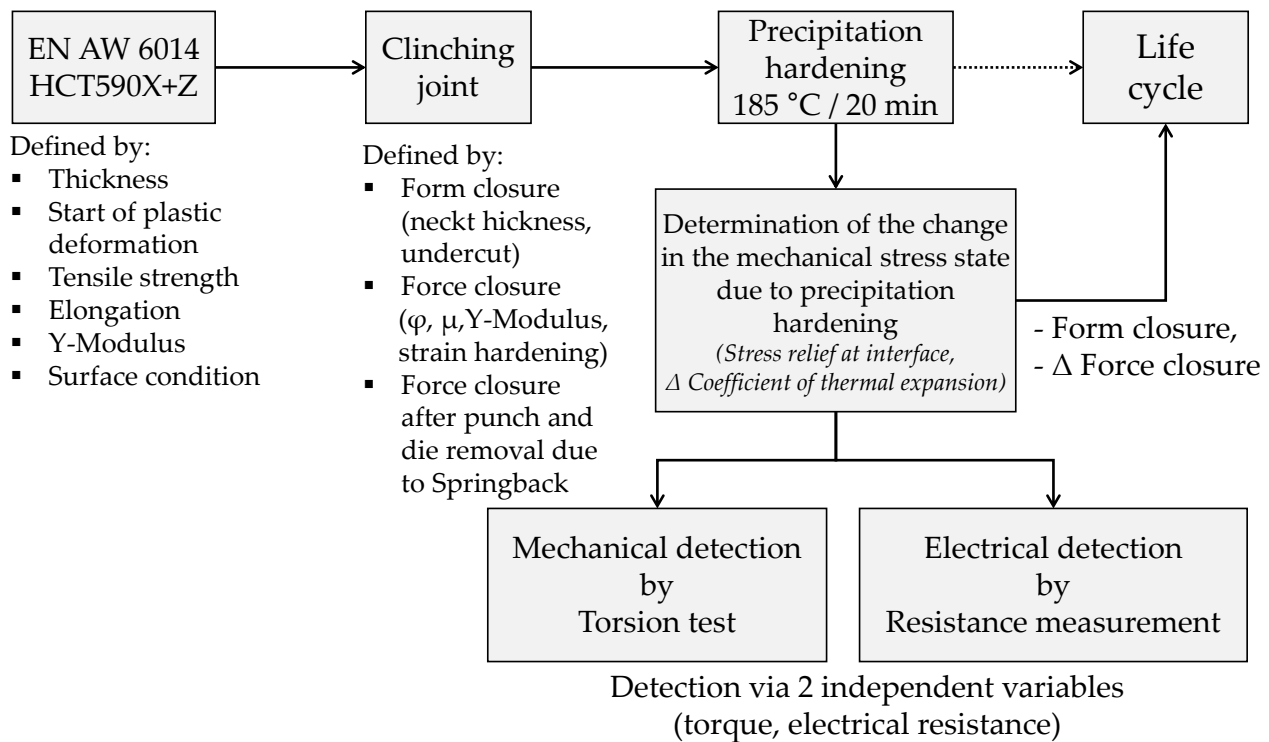 EN AW 6014
HCT590X+Z
Defined by:
▪ Thickness
▪ Start of plastic
deformation
▪ Tensile strength
▪ Elongation
▪ Y-Modulus
▪ Surface condition
Clinching
joint
Defined by:
▪ Form closure
(neckt hickness,
undercut)
▪ Force closure
(φ, μ,Y-Modulus,
strain hardening)
▪ Force closure
after punch and
die removal due
to Springback
Precipitation
hardening
185 °C / 20 min
Life
cycle
Determination of the change
in the mechanical stress state
due to precipitation
hardening
(Stress relief at interface,
Δ Coefficient of thermal expansion)
- Form closure,
- Δ Force closure
Mechanical detection
by
Torsion test
Electrical detection
by
Resistance measurement
Detection via 2 independent variables
(torque, electrical resistance)